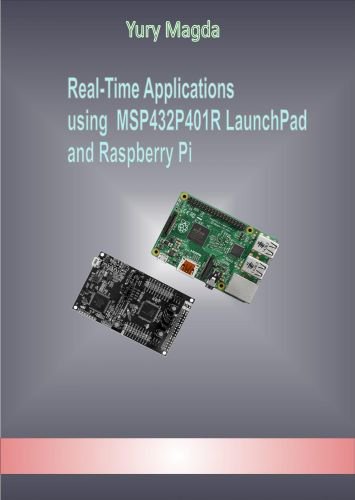 Yury Magda
Real-Time Applications
using MSP432P401R LaunchPad
and Raspberry Pi